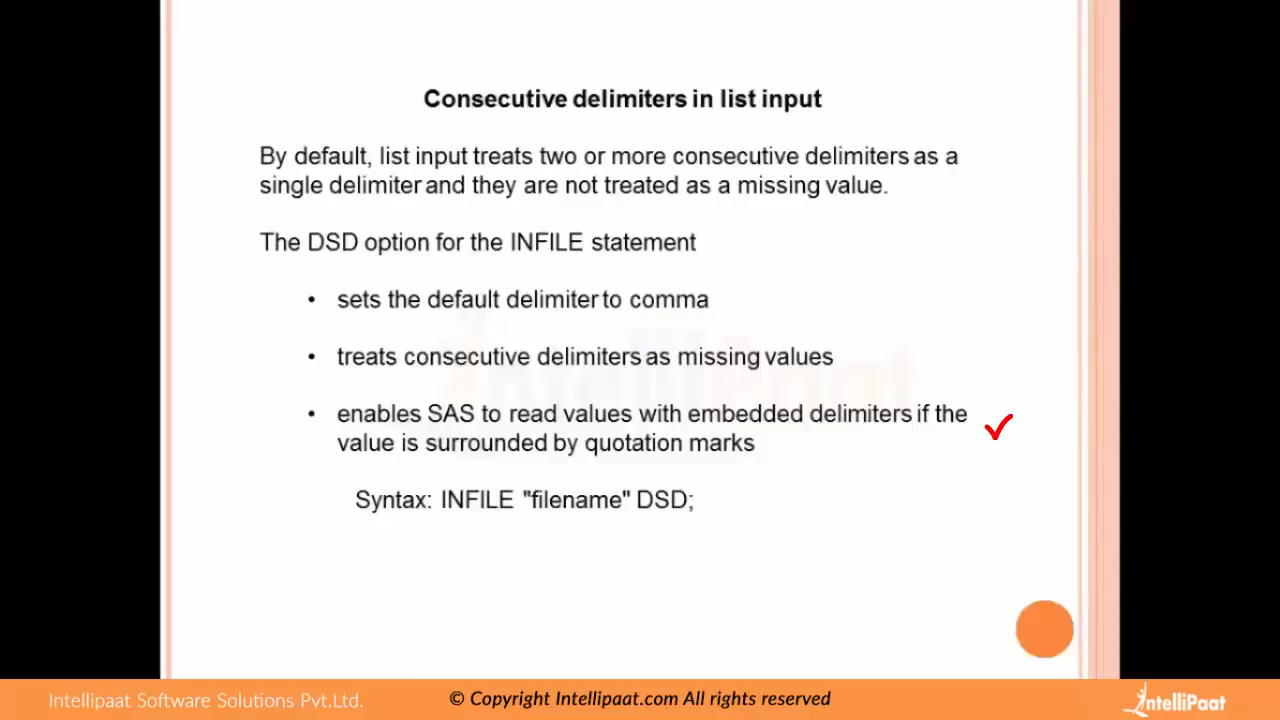 Consecutive delimiters in list input
By default, list input treats two or more consecutive delimiters as a
single delimiter and they are not treated as a missing value.
The DSD option for the INFILE statement
• sets the default delimiter to comma
• treats consecutive delimiters as missing values
• enables SAS to read values with embedded delimiters if the
value is surrounded by quotation marks
Syntax: INFILE "filename" DSD;
Intellipaat Software Solutions Pvt.Ltd.
© Copyright Intellipaat.com All rights reserved
IntelliPaat